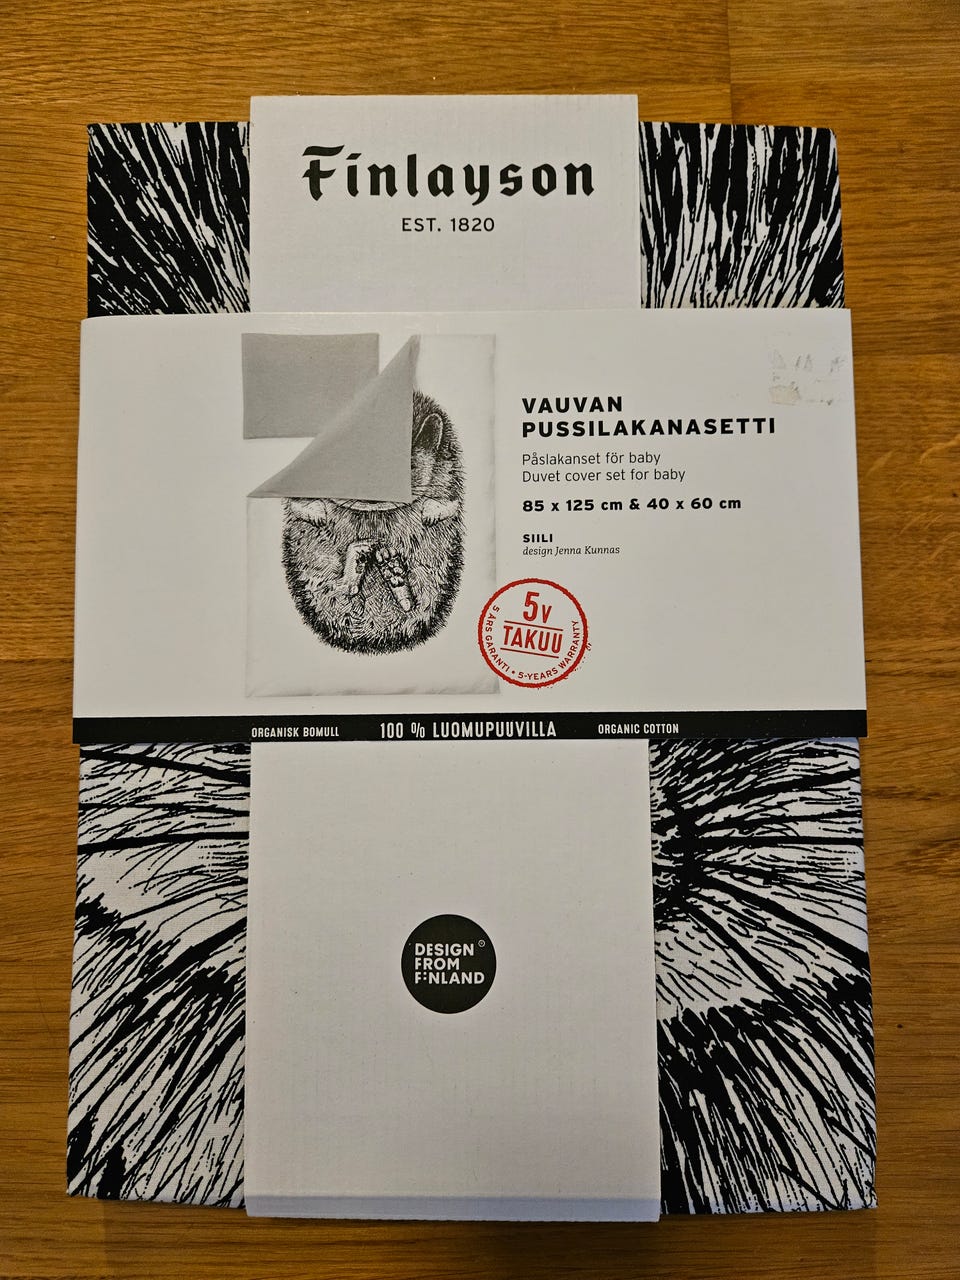 Finlayson
EST. 1820
VAUVAN
PUSSILAKANASETTI
Påslakanset för baby
Duvet cover set for baby
85 x 125 cm & 40 x 60 cm
SIILI
design Jenna Kunnas
5v
TAKUU
5 ÅRS GARANTI • 5-YEARS WARRANTY
ORGANISK BOMULL 100 % LUOMUPUUVILLA ORGANIC COTTON
DESIGN
FROM
FINLAND